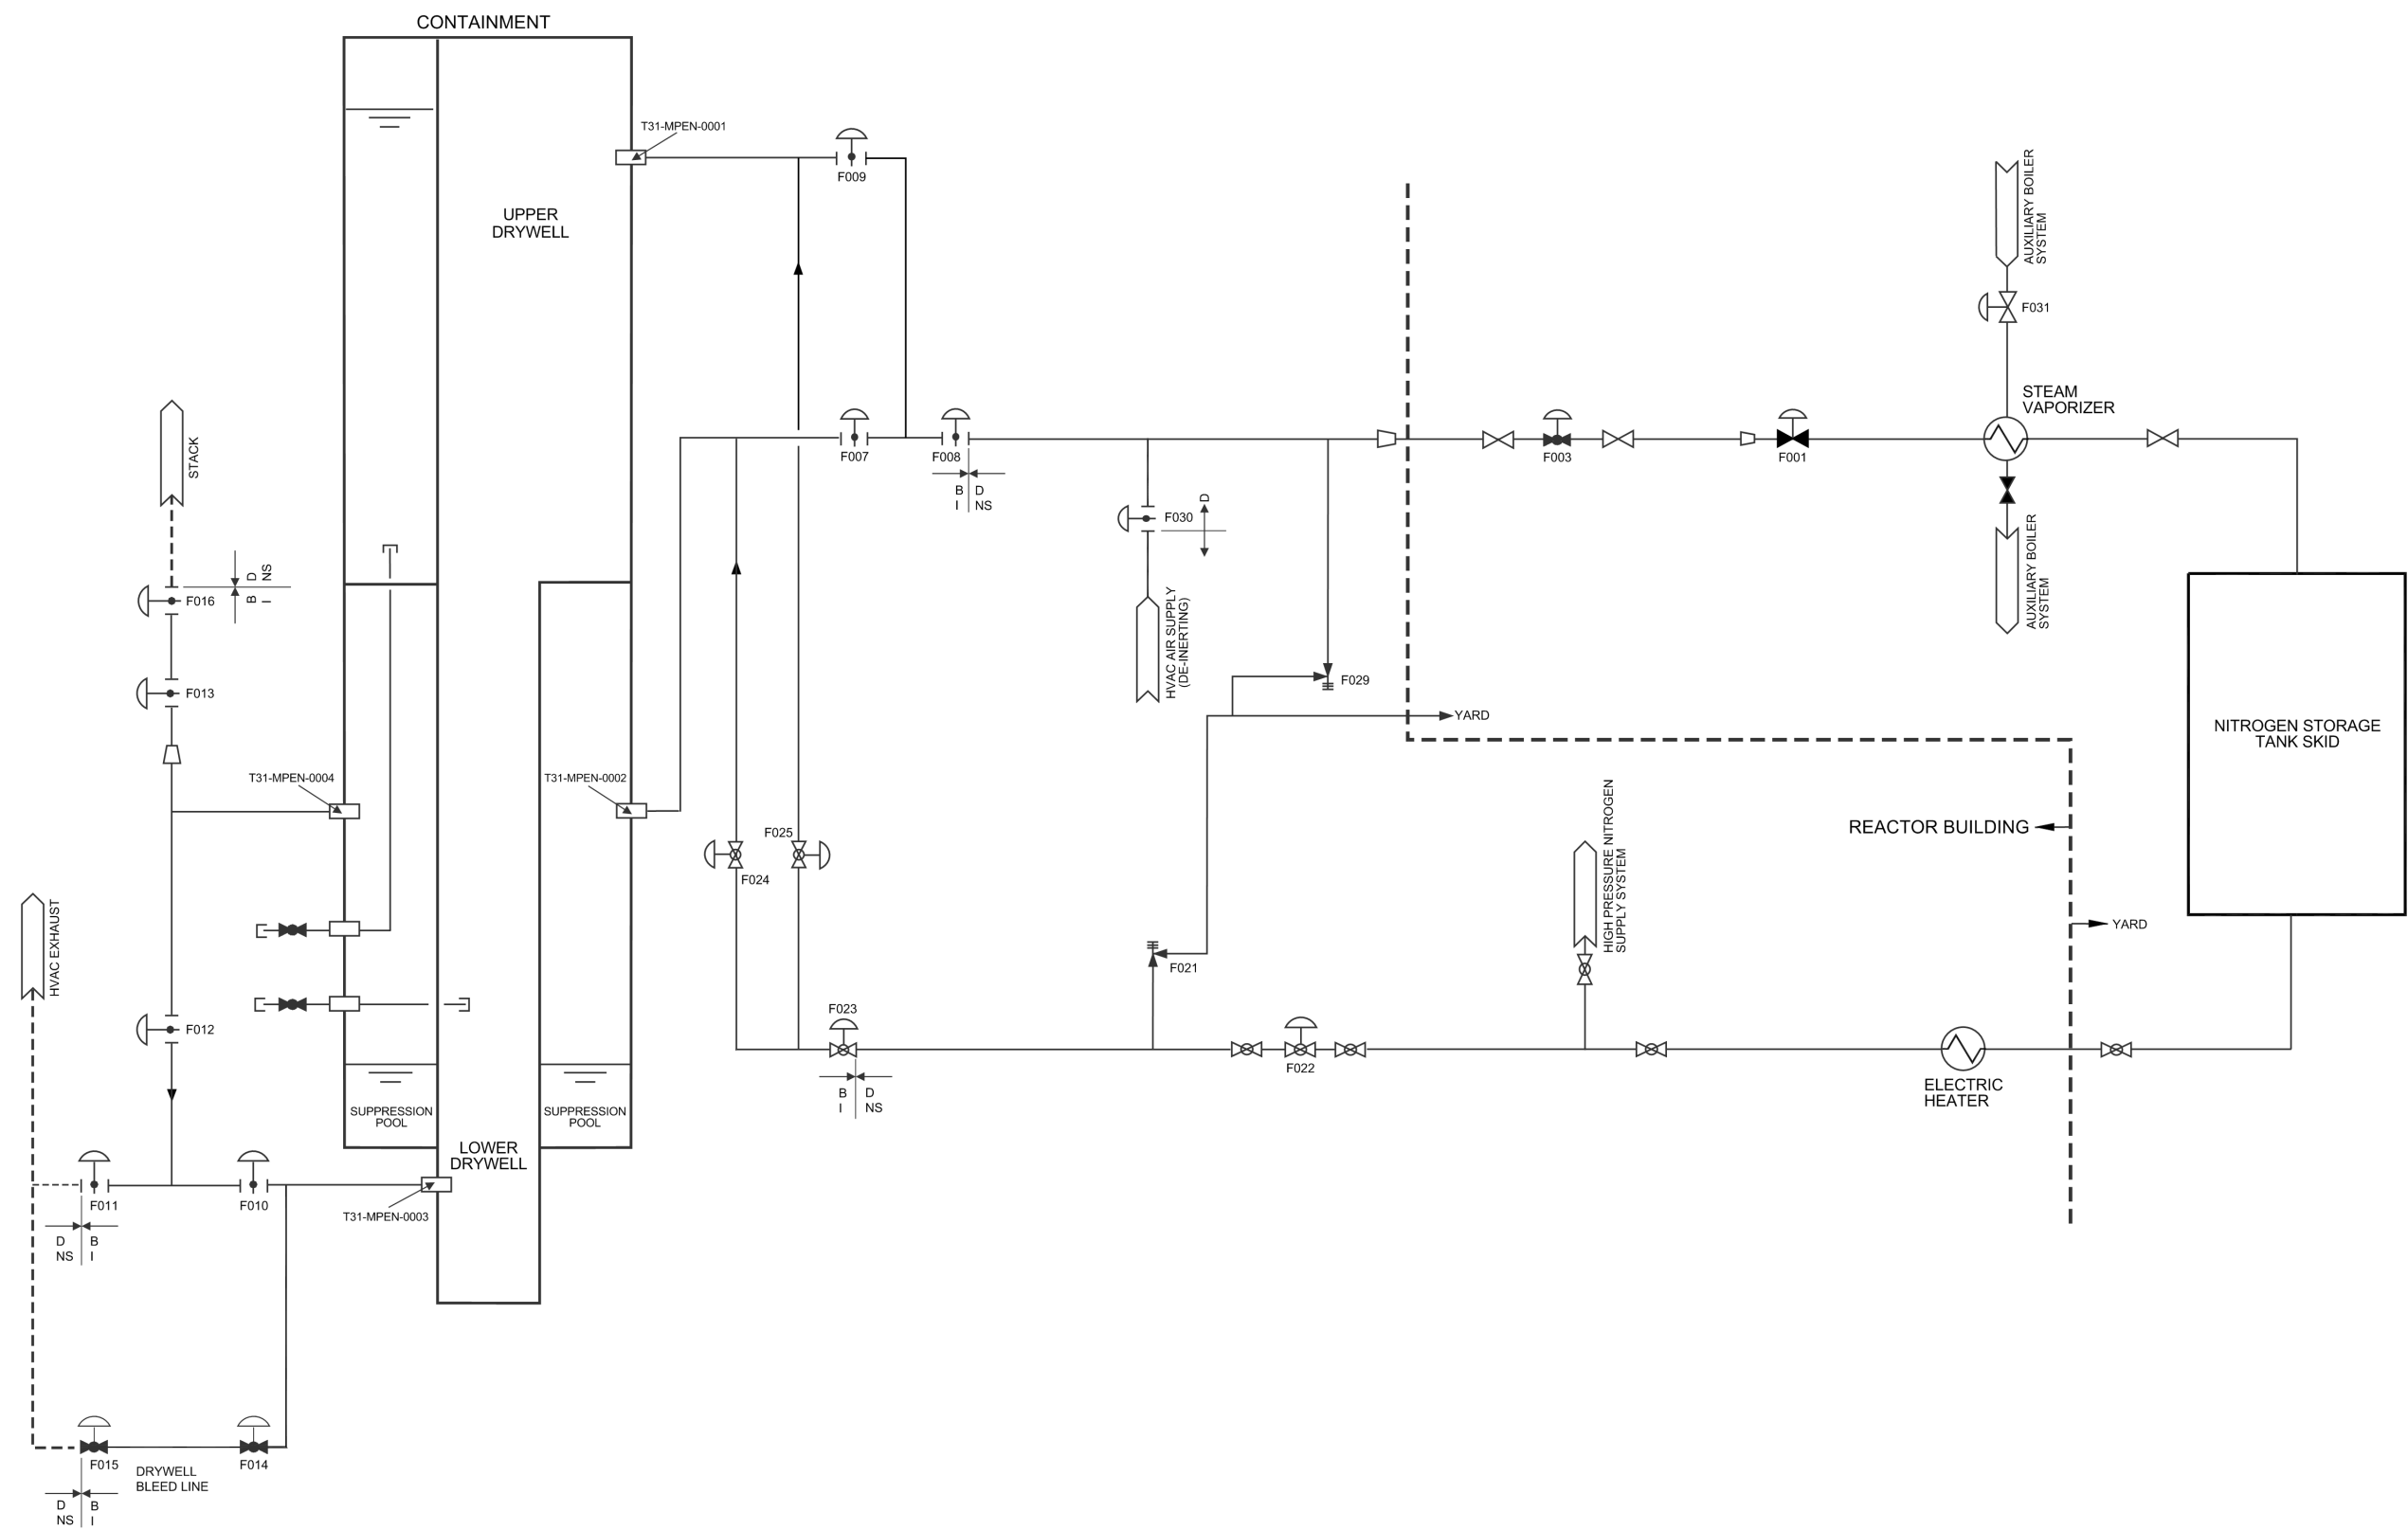 CONTAINMENT
T31-MPEN-0001
F009
UPPER
DRYWELL
AUXILIARY BOILER
SYSTEM
F031
STEAM
VAPORIZER
STACK
F007
F008
F003
F001
B
I
D
NS
F030
D
AUXILIARY BOILER
SYSTEM
HVAC AIR SUPPLY
(DE-INERTING)
F016
D
NS
B
I
F013
F029
YARD
NITROGEN STORAGE
TANK SKID
T31-MPEN-0004
T31-MPEN-0002
HIGH PRESSURE NITROGEN
SUPPLY SYSTEM
REACTOR BUILDING
F025
F024
HVAC EXHAUST
YARD
F021
F012
F023
F022
B
I
D
NS
ELECTRIC
HEATER
SUPPRESSION
POOL
SUPPRESSION
POOL
LOWER
DRYWELL
F011
F010
T31-MPEN-0003
D
NS
B
I
F015
F014
DRYWELL
BLEED LINE
D
NS
B
I